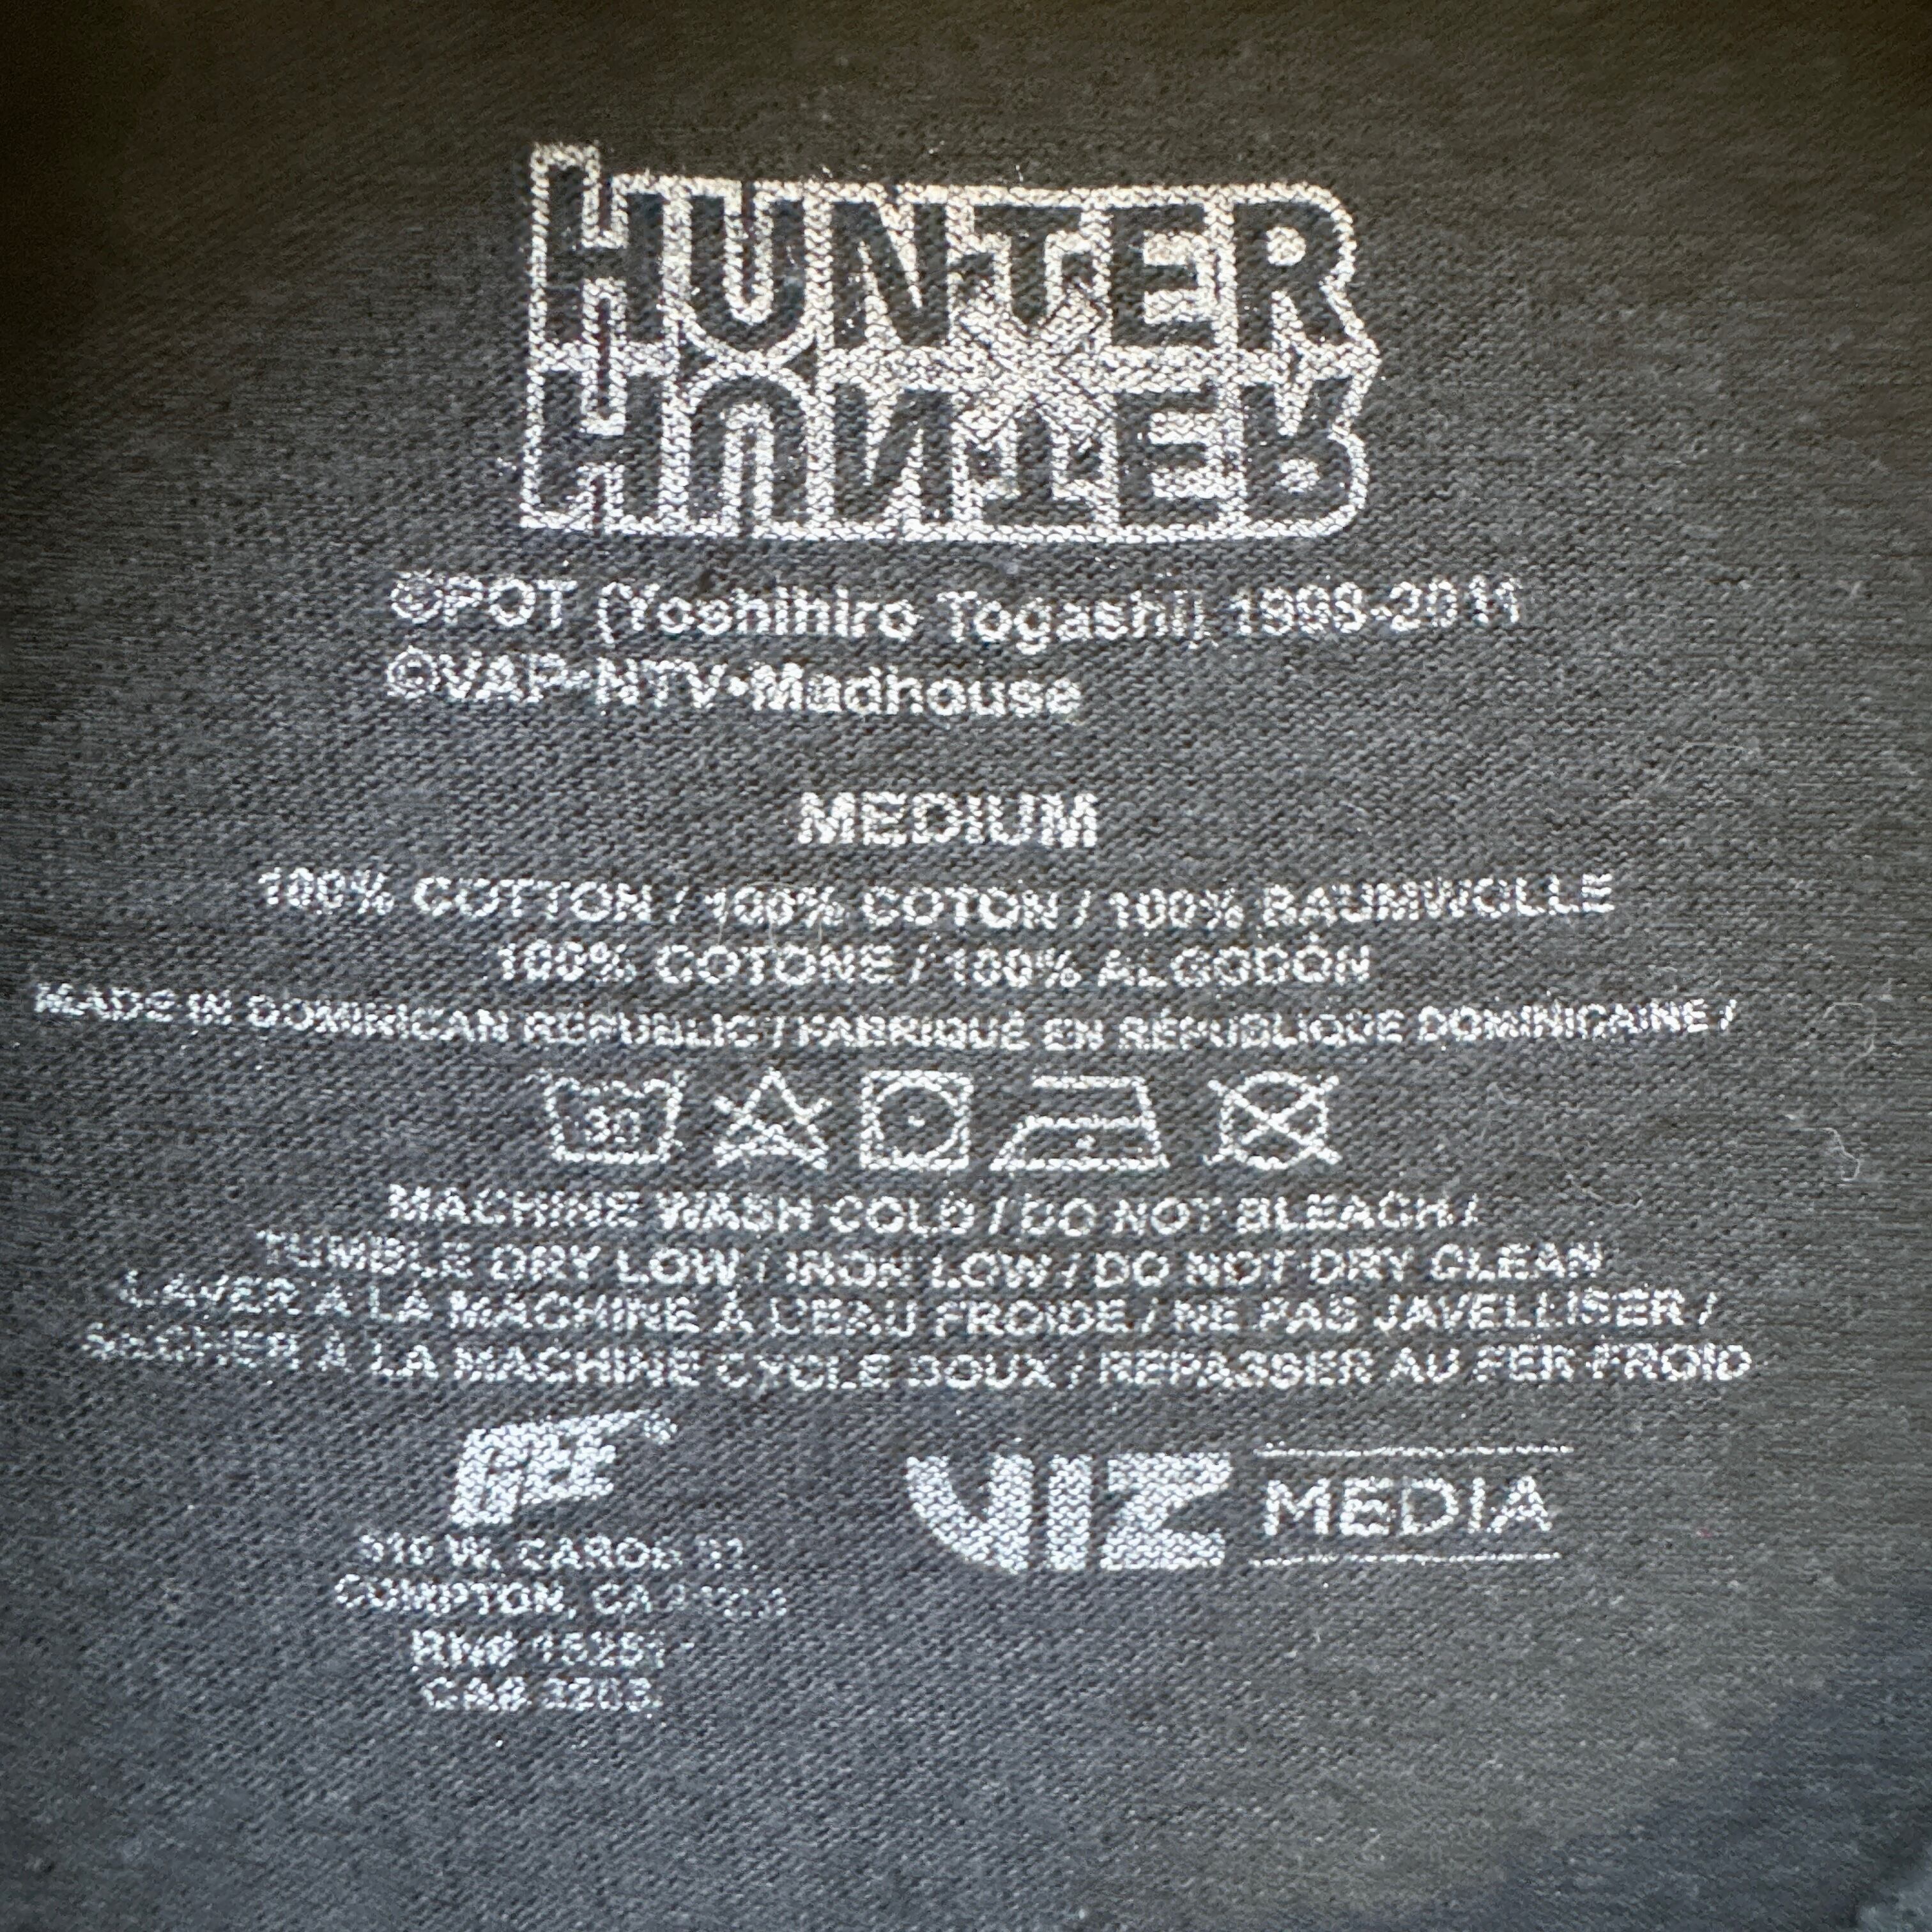 HUNTER
×
HUNTER
©POT (Yoshihiro Togashi) 1998-2011
©VAP•NTV•Madhouse
MEDIUM
100% COTTON / 100% COTON / 100% BAUMWOLLE
100% COTONE / 100% ALGODÓN
MADE IN DOMINICAN REPUBLIC / FABRIQUÉ EN RÉPUBLIQUE DOMINICAINE /
30
MACHINE WASH COLD / DO NOT BLEACH /
TUMBLE DRY LOW / IRON LOW / DO NOT DRY CLEAN
LAVER À LA MACHINE À L'EAU FROIDE / NE PAS JAVELLISER /
SÉCHER À LA MACHINE CYCLE DOUX / REPASSER AU FER FROID
VIZ MEDIA
W.
COMPTON, CA
RN#
CA#